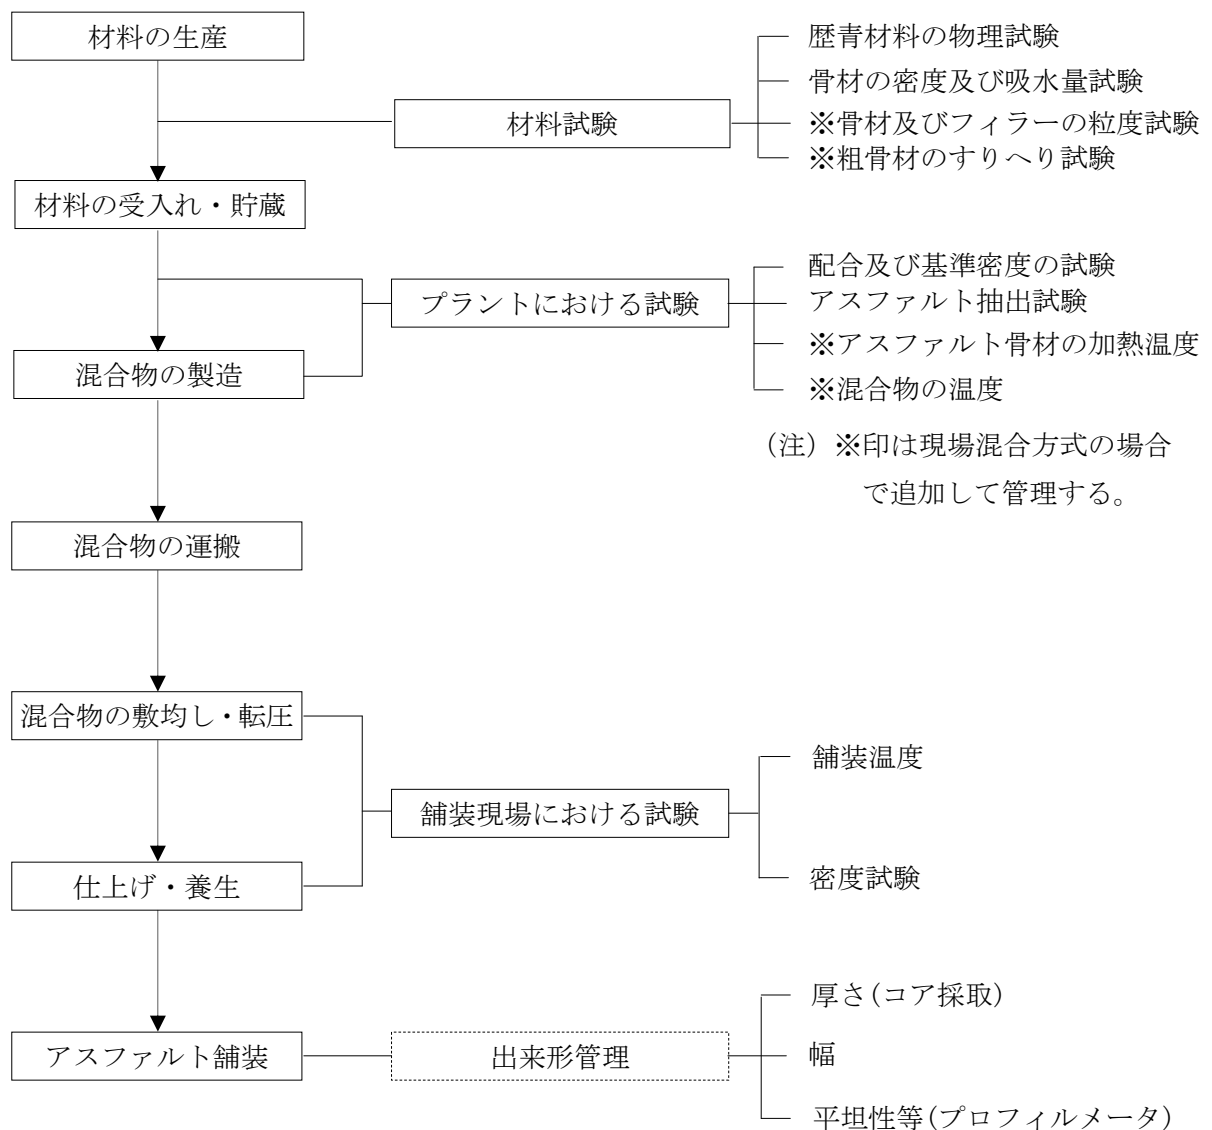 材料の生産
歴青材料の物理試験
骨材の密度及び吸水量試験
材料試験
※骨材及びフィラーの粒度試験
※粗骨材のすりへり試験
材料の受入れ・貯蔵
配合及び基準密度の試験
プラントにおける試験
アスファルト抽出試験
※アスファルト骨材の加熱温度
混合物の製造
※混合物の温度
(注) ※印は現場混合方式の場合
で追加して管理する。
混合物の運搬
混合物の敷均し・転圧
舗装温度
舗装現場における試験
仕上げ・養生
密度試験
厚さ(コア採取)
アスファルト舗装
出来形管理
幅
平坦性等(プロフィルメータ)